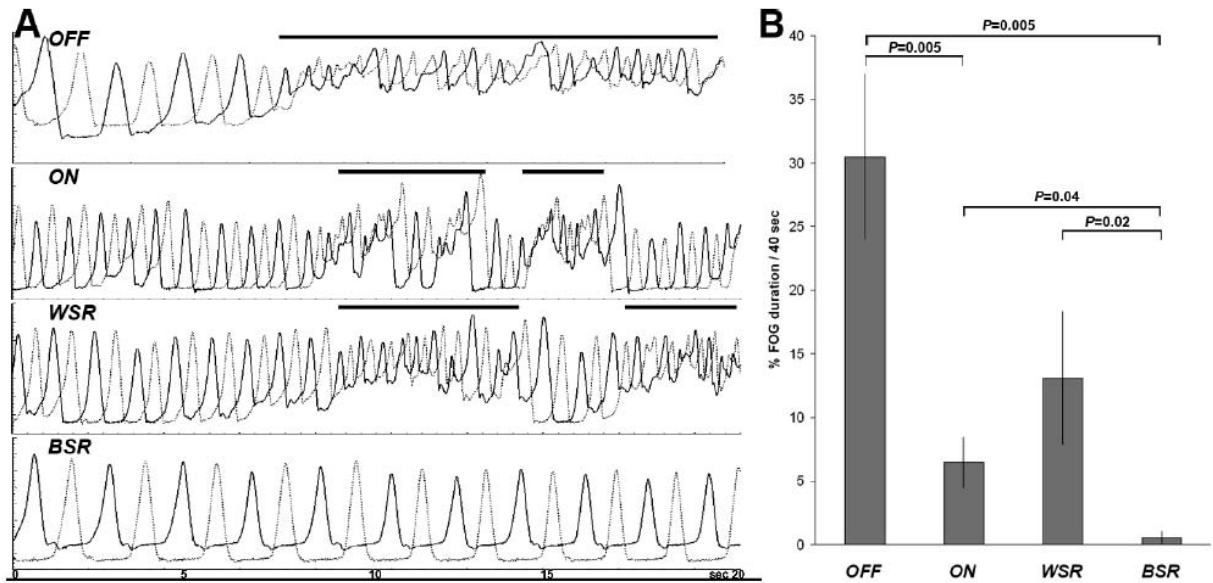 A
OFF
ON
WSR
BSR
0 5 10 15 sec 20
B
P=0.005
P=0.005
P=0.04
P=0.02
% FOG duration / 40 sec
40
35
30
25
20
15
10
5
0
OFF ON WSR BSR